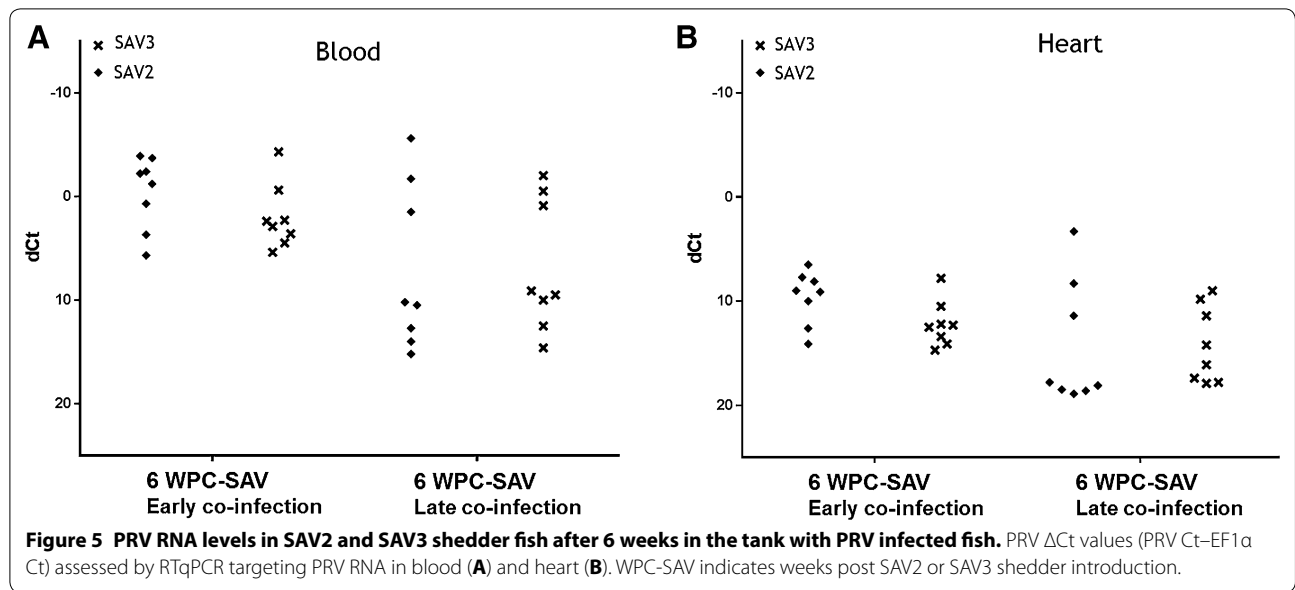 A
SAV3
SAV2
Blood
-10
0
10
20
dCt
6 WPC-SAV
Early co-infection
6 WPC-SAV
Late co-infection
B
SAV3
SAV2
Heart
-10
0
10
20
dCt
6 WPC-SAV
Early co-infection
6 WPC-SAV
Late co-infection
Figure 5 PRV RNA levels in SAV2 and SAV3 shedder fish after 6 weeks in the tank with PRV infected fish. PRV ΔCt values (PRV Ct–EF1α
Ct) assessed by RTqPCR targeting PRV RNA in blood (A) and heart (B). WPC-SAV indicates weeks post SAV2 or SAV3 shedder introduction.